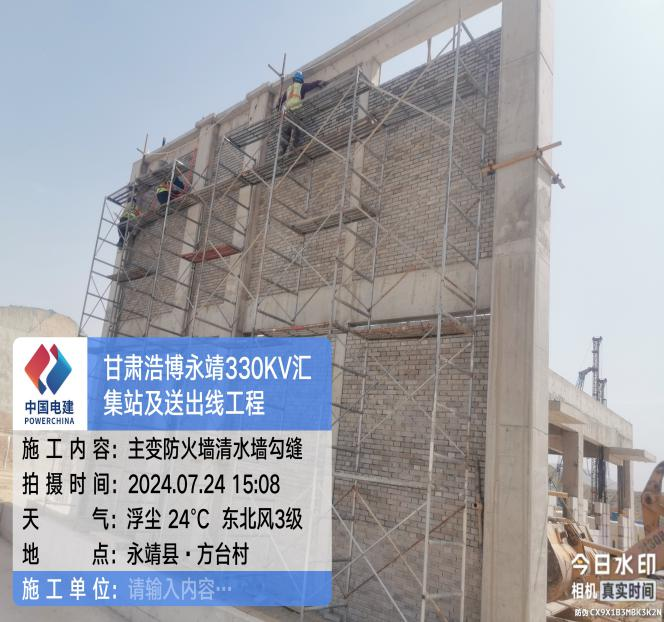 中国电建
POWERCHINA
甘肃浩博永靖330KV汇
集站及送出线工程
施工内容：主变防火墙清水墙勾缝
拍摄时间：2024.07.24 15:08
天气：浮尘 24℃ 东北风3级
地点：永靖县·方台村
施工单位：请输入内容…
今日水印
相机 真实时间
防伪 CX9X1B3MBK3K2N